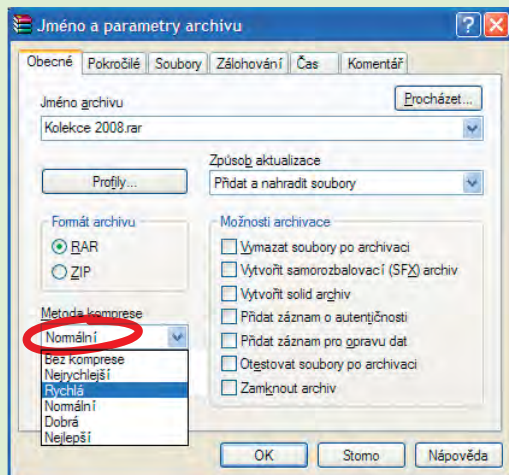 Jméno a parametry archivu
Obecné Pokročilé Soubory Zálohování Čas Komentář
Jméno archivu
Procházet...
Kolekce 2008.rar
Profily...
Způsob aktualizace
Přidat a nahradit soubory
Formát archivu
RAR
ZIP
Metoda komprese
Normální
Bez komprese
Nejrychlejší
Rychlá
Normální
Dobrá
Nejlepší
Možnosti archivace
Vymazat soubory po archivaci
Vytvořit samorozbalovací (SFX) archiv
Vytvořit solid archiv
Přidat záznam o autentičnosti
Přidat záznam pro opravu dat
Otestovat soubory po archivaci
Zamknout archiv
OK Storno Nápověda